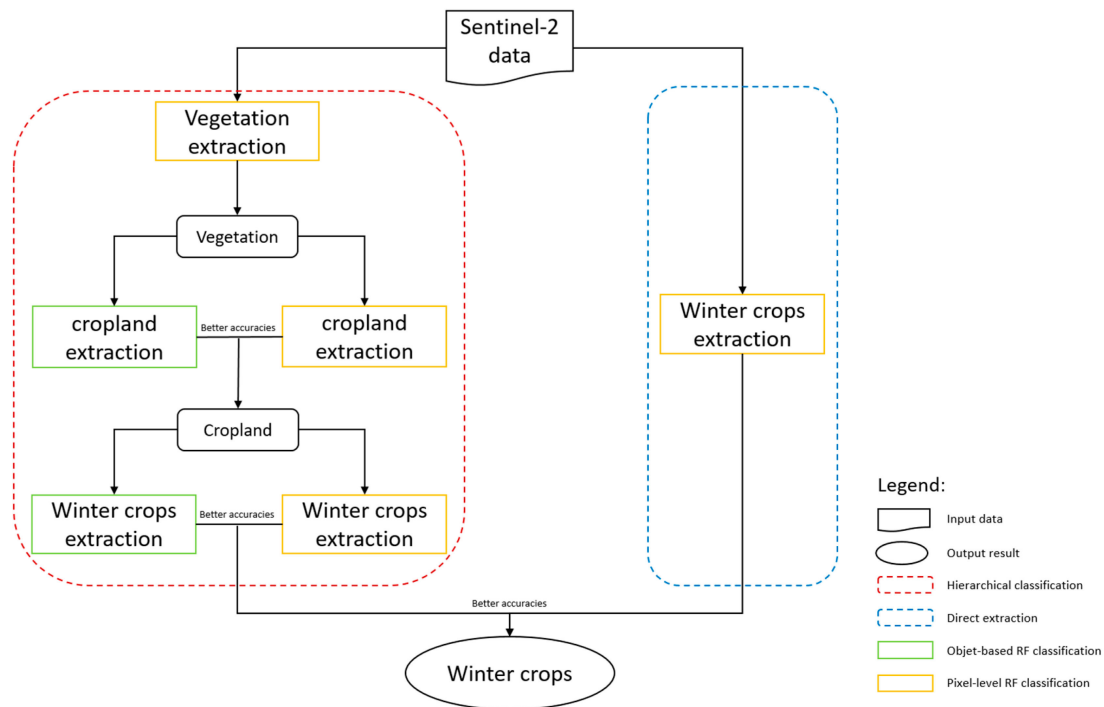 Sentinel-2
data
Vegetation
extraction
Vegetation
cropland
extraction
Better accuracies
cropland
extraction
Winter crops
extraction
Cropland
Winter crops
extraction
Better accuracies
Winter crops
extraction
Better accuracies
Winter crops
Legend:
Input data
Output result
Hierarchical classification
Direct extraction
Objet-based RF classification
Pixel-level RF classification